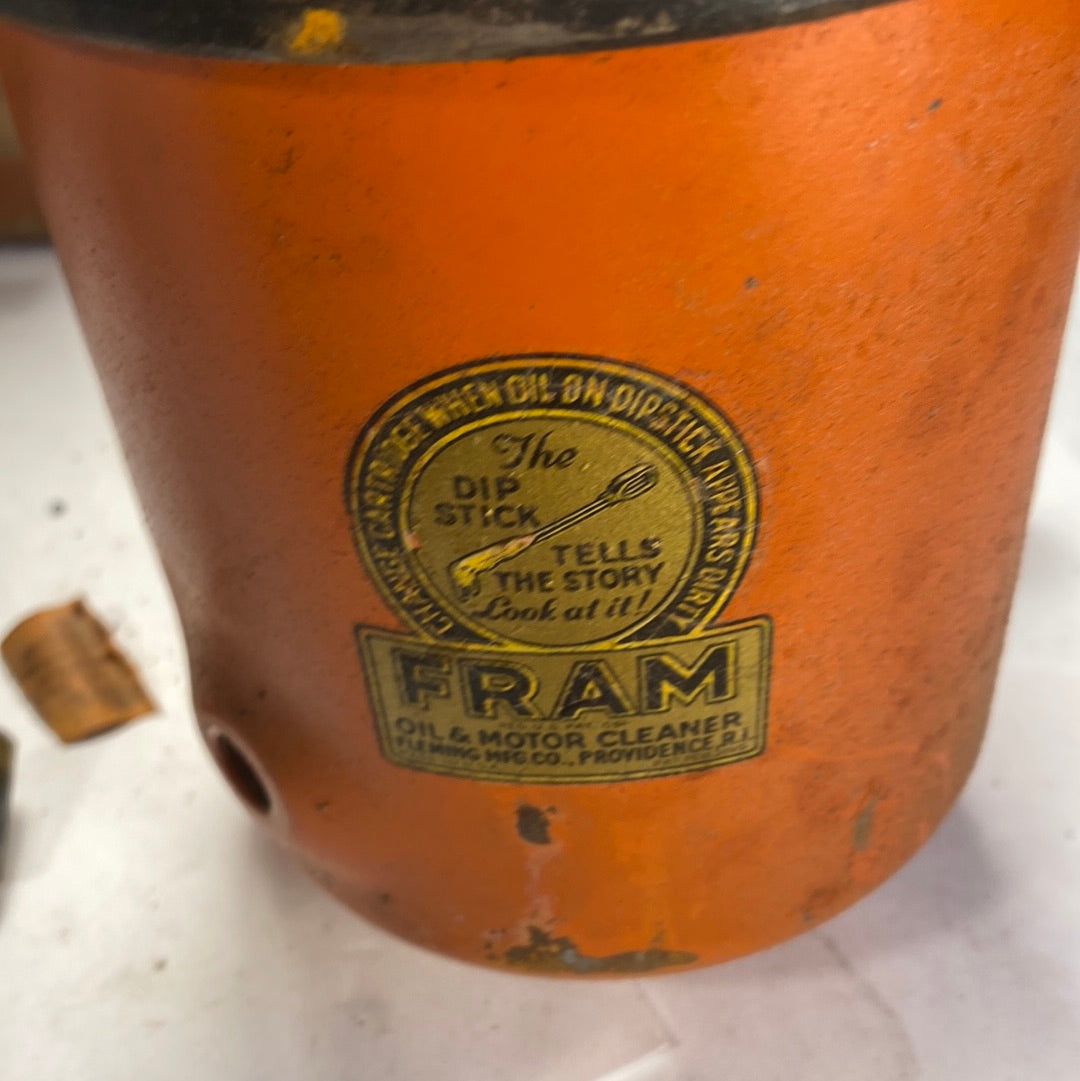 CHANGE CARTRIDGE WHEN OIL ON DIPSTICK APPEARS DIRTY
The
DIP
STICK
TELLS
THE STORY
Look at it!
FRAM
OIL & MOTOR CLEANER
FLEMING MFG CO., PROVIDENCE, R.I.